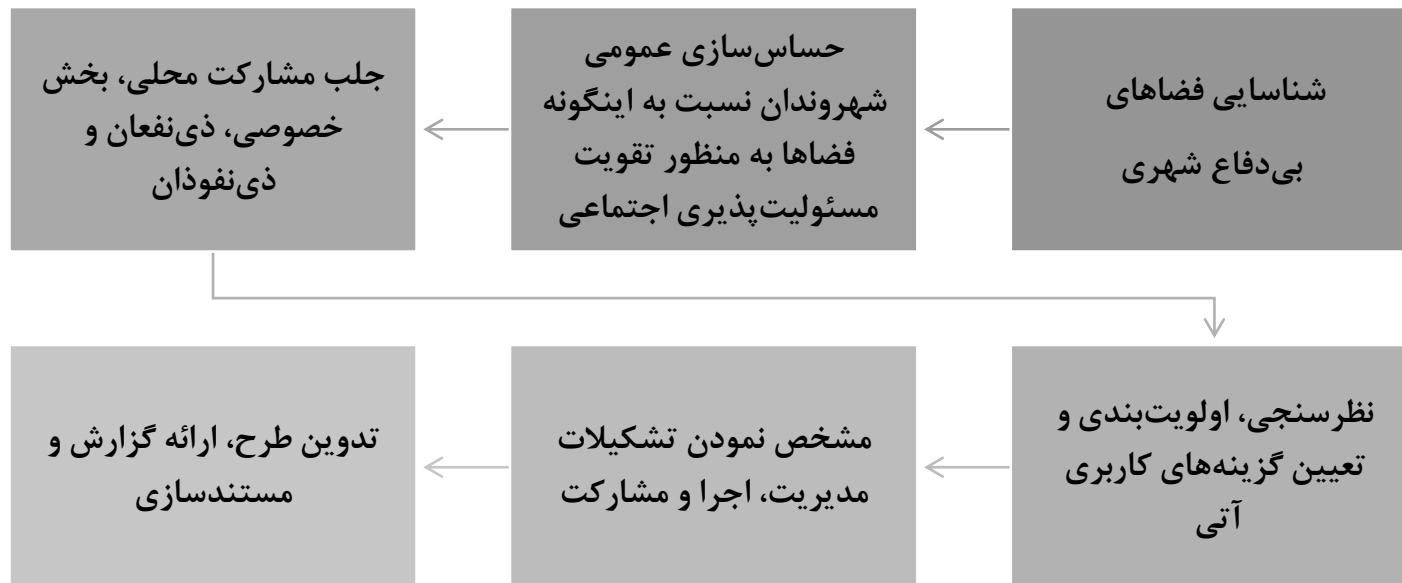 شناسایی فضاهای
بی‌دفاع شهری
حساس‌سازی عمومی
شهروندان نسبت به اینگونه
فضاها به منظور تقویت
مسئولیت‌پذیری اجتماعی
جلب مشارکت محلی، بخش
خصوصی، ذی‌نفعان و
ذی‌نفوذان
نظرسنجی، اولویت‌بندی و
تعیین گزینه‌های کاربری
آتی
مشخص نمودن تشکیلات
مدیریت، اجرا و مشارکت
تدوین طرح، ارائه گزارش و
مستندسازی